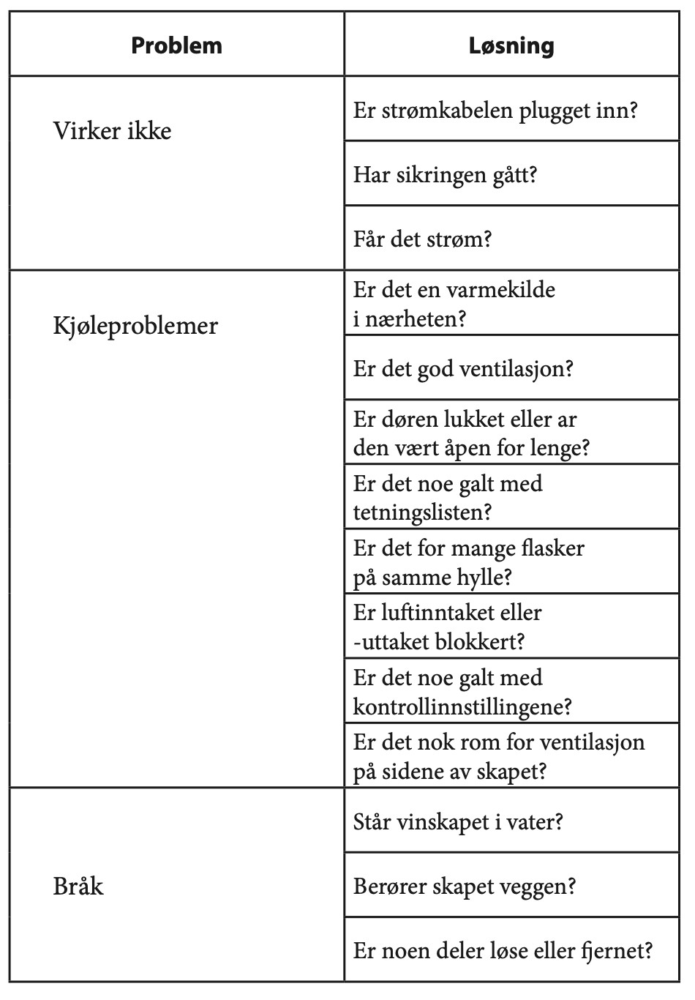 Problem
Løsning
Virker ikke
Er strømkabelen plugget inn?
Har sikringen gått?
Får det strøm?
Kjøleproblemer
Er det en varmekilde
i nærheten?
Er det god ventilasjon?
Er døren lukket eller ar
den vært åpen for lenge?
Er det noe galt med
tetningslisten?
Er det for mange flasker
på samme hylle?
Er luftinntaket eller
-uttaket blokkert?
Er det noe galt med
kontrollinnstillingene?
Er det nok rom for ventilasjon
på sidene av skapet?
Bråk
Står vinskapet i vater?
Berører skapet veggen?
Er noen deler løse eller fjernet?